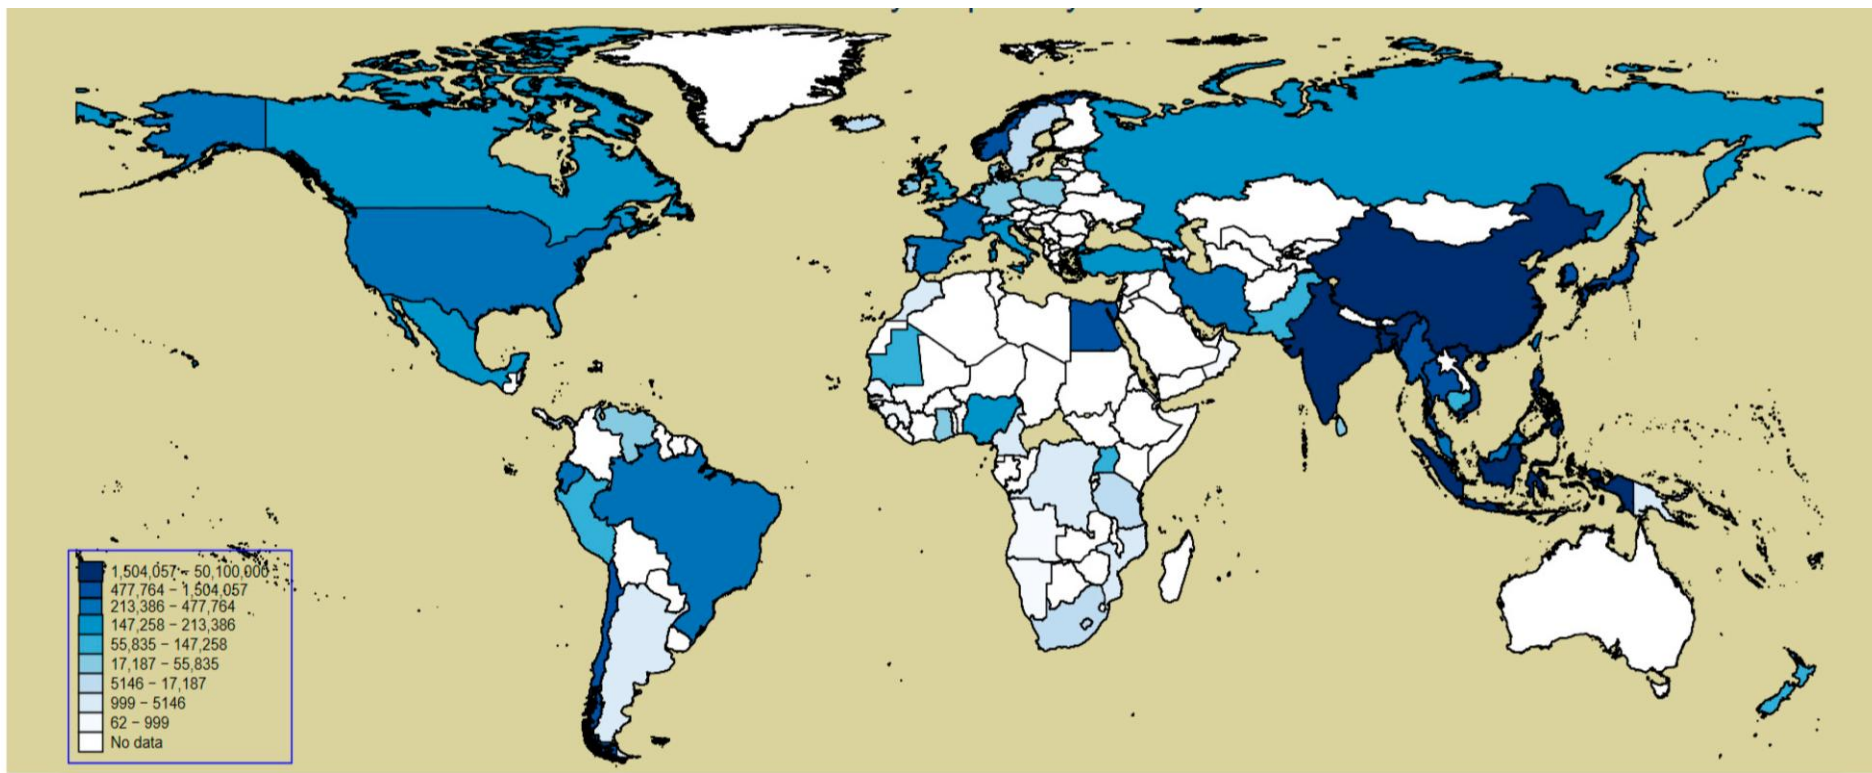 1,504,057 – 50,100,000
477,764 – 1,504,057
213,386 – 477,764
147,258 – 213,386
55,835 – 147,258
17,187 – 55,835
5146 – 17,187
999 – 5146
62 – 999
No data